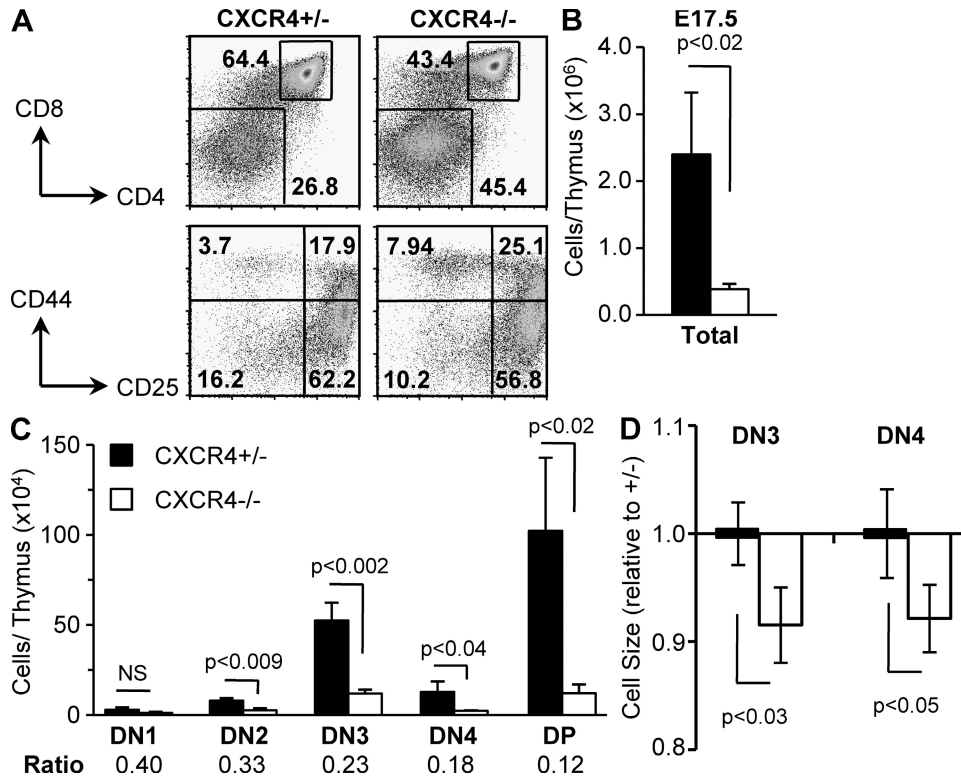 A
CXCR4+/-
CXCR4-/-
CD8
CD4
64.4
26.8
43.4
45.4
CD44
CD25
3.7
17.9
16.2
62.2
7.94
25.1
10.2
56.8
B
E17.5
p<0.02
Cells/Thymus (x10⁶)
4.0
3.0
2.0
1.0
0.0
Total
C
Cells/ Thymus (x10⁴)
150
100
50
0
CXCR4+/-
CXCR4-/-
NS
p<0.009
p<0.002
p<0.04
p<0.02
DN1 DN2 DN3 DN4 DP
Ratio 0.40 0.33 0.23 0.18 0.12
D
Cell Size (relative to +/-)
1.1
1.0
0.9
0.8
DN3
DN4
p<0.03
p<0.05